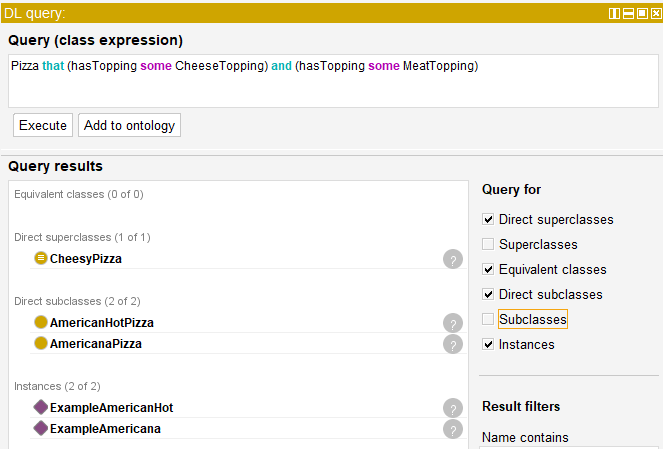 DL query:
Query (class expression)
Pizza that (hasTopping some CheeseTopping) and (hasTopping some MeatTopping)
Execute
Add to ontology
Query results
Equivalent classes (0 of 0)
Direct superclasses (1 of 1)
CheesyPizza
?
Direct subclasses (2 of 2)
AmericanHotPizza
?
AmericanaPizza
?
Instances (2 of 2)
ExampleAmericanHot
?
ExampleAmericana
?
Query for
Direct superclasses
Superclasses
Equivalent classes
Direct subclasses
Subclasses
Instances
Result filters
Name contains